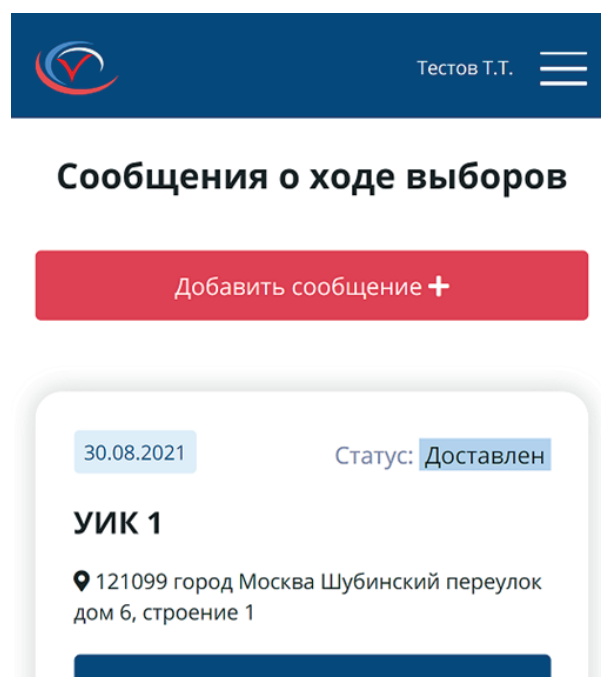 Тестов Т.Т.
Сообщения о ходе выборов
Добавить сообщение +
30.08.2021
Статус: Доставлен
УИК 1
121099 город Москва Шубинский переулок
дом 6, строение 1